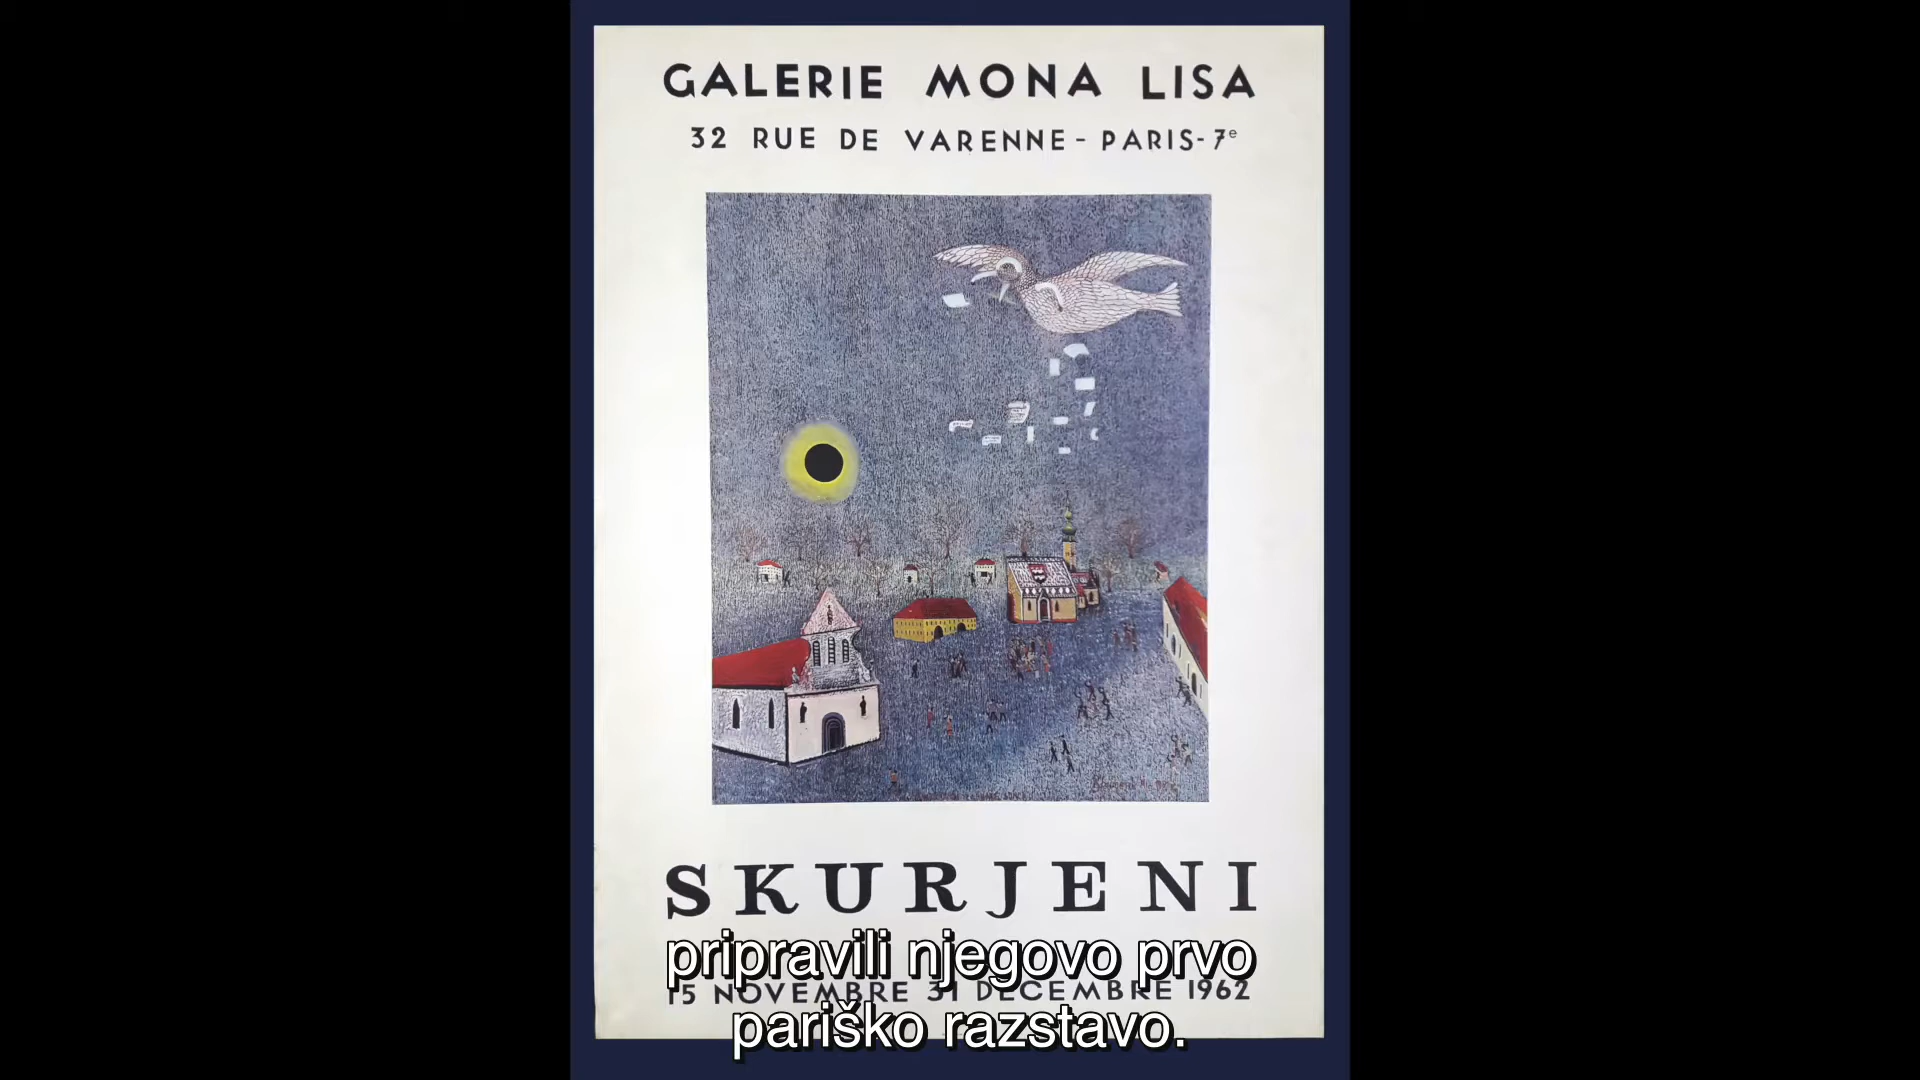 GALERIE MONA LISA
32 RUE DE VARENNE - PARIS - 7e
SKURJENI
pripravili njegovo prvo
15 NOVEMBRE 31 DECEMBRE 1962
pariško razstavo.